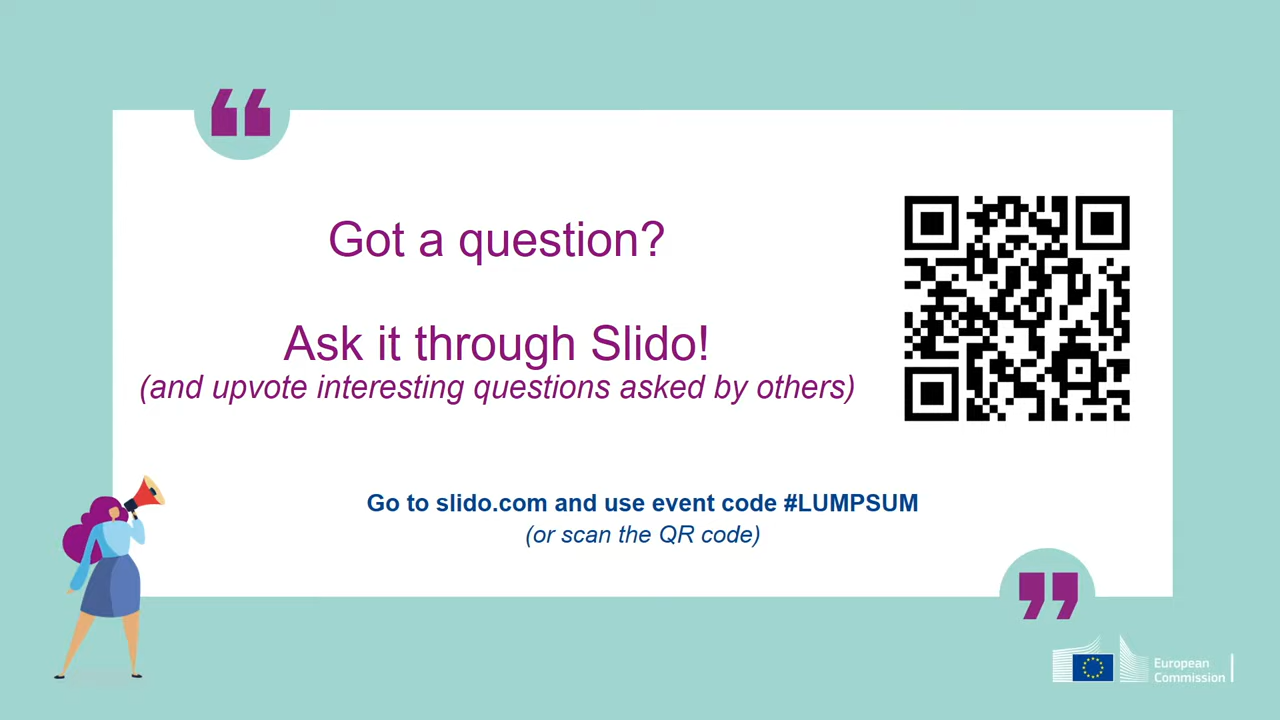 Got a question?
Ask it through Slido!
(and upvote interesting questions asked by others)
Go to slido.com and use event code #LUMPSUM
(or scan the QR code)
European
Commission